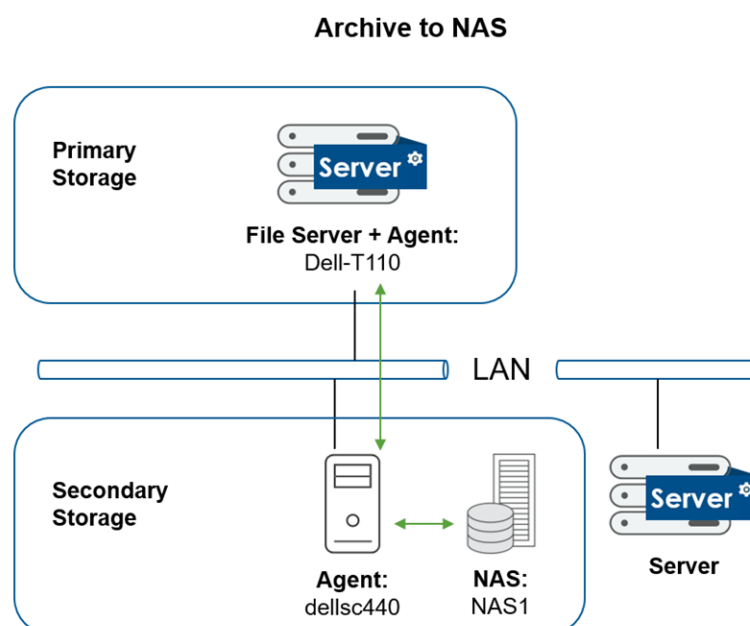 Archive to NAS
Primary
Storage
Server
File Server + Agent:
Dell-T110
LAN
Secondary
Storage
Server
Agent:
dellsc440
NAS:
NAS1
Server